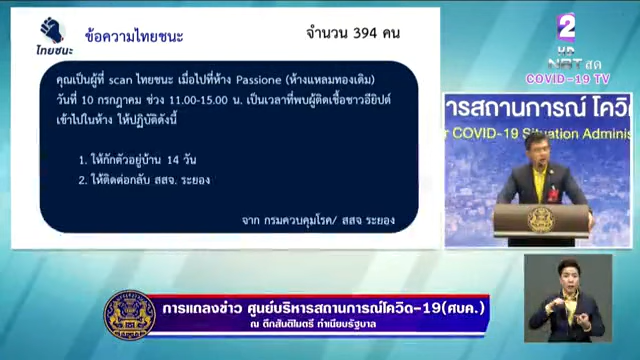 ไทยชนะ
ข้อความไทยชนะ
จำนวน 394 คน
คุณเป็นผู้ที่ scan ไทยชนะ เมื่อไปที่ห้าง Passione (ห้างแหลมทองเดิม)
วันที่ 10 กรกฎาคม ช่วง 11.00-15.00 น. เป็นเวลาที่พบผู้ติดเชื้อชาวอียิปต์
เข้าไปในห้าง ให้ปฏิบัติดังนี้
1. ให้กักตัวอยู่บ้าน 14 วัน
2. ให้ติดต่อกลับ สสจ. ระยอง
จาก กรมควบคุมโรค/ สสจ ระยอง
2
NBT สด
COVID-19 TV
ารสถานการณ์ โควิ
r COVID-19 Situation Adminis
การแถลงข่าว ศูนย์บริหารสถานการณ์โควิด-19(ศบค.)
ณ ตึกสันติไมตรี ทำเนียบรัฐบาล